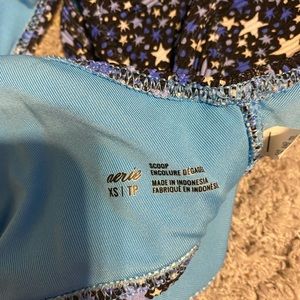 aerie
XS | TP
SCOOP
ENCOLURE DÉGAGÉ
MADE IN INDONESIA
FABRIQUÉ EN INDONÉSIE